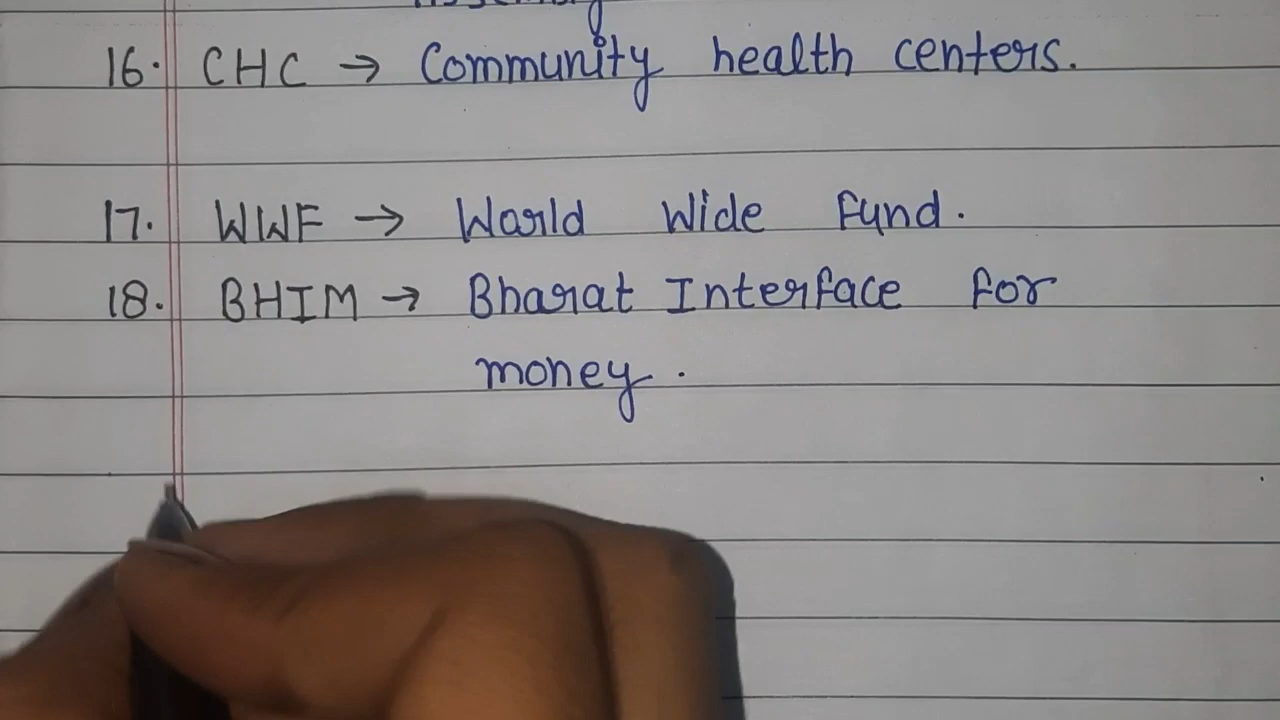 16. CHC → Community health centers.
17. WWF → World Wide Fund.
18. BHIM → Bharat Interface for
money.